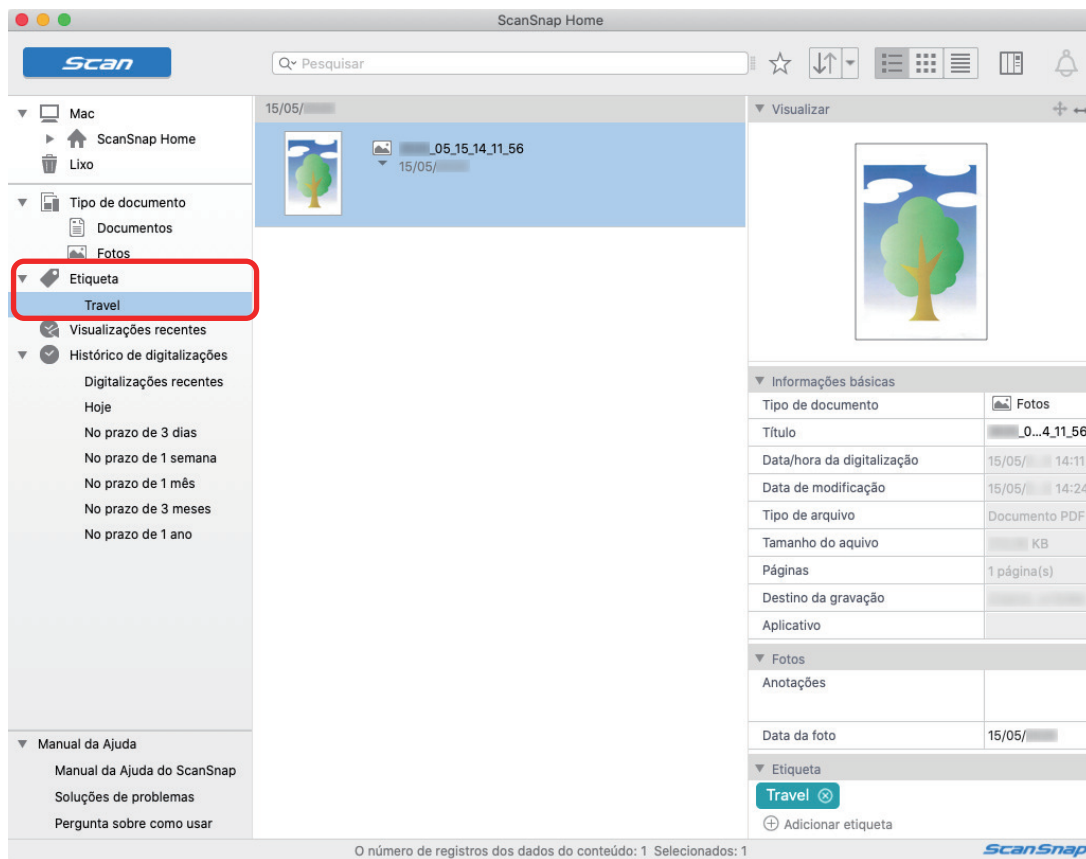 ScanSnap Home
Scan
Pesquisar
Mac
ScanSnap Home
Lixo
Tipo de documento
Documentos
Fotos
Etiqueta
Travel
Visualizações recentes
Histórico de digitalizações
Digitalizações recentes
Hoje
No prazo de 3 dias
No prazo de 1 semana
No prazo de 1 mês
No prazo de 3 meses
No prazo de 1 ano
Manual da Ajuda
Manual da Ajuda do ScanSnap
Soluções de problemas
Pergunta sobre como usar
15/05/
_05_15_14_11_56
15/05/
Visualizar
Informações básicas
Tipo de documento Fotos
Título _0...4_11_56
Data/hora da digitalização 15/05/ 14:11
Data de modificação 15/05/ 14:24
Tipo de arquivo Documento PDF
Tamanho do aquivo KB
Páginas 1 página(s)
Destino da gravação
Aplicativo
Fotos
Anotações
Data da foto 15/05/
Etiqueta
Travel
Adicionar etiqueta
O número de registros dos dados do conteúdo: 1 Selecionados: 1
ScanSnap